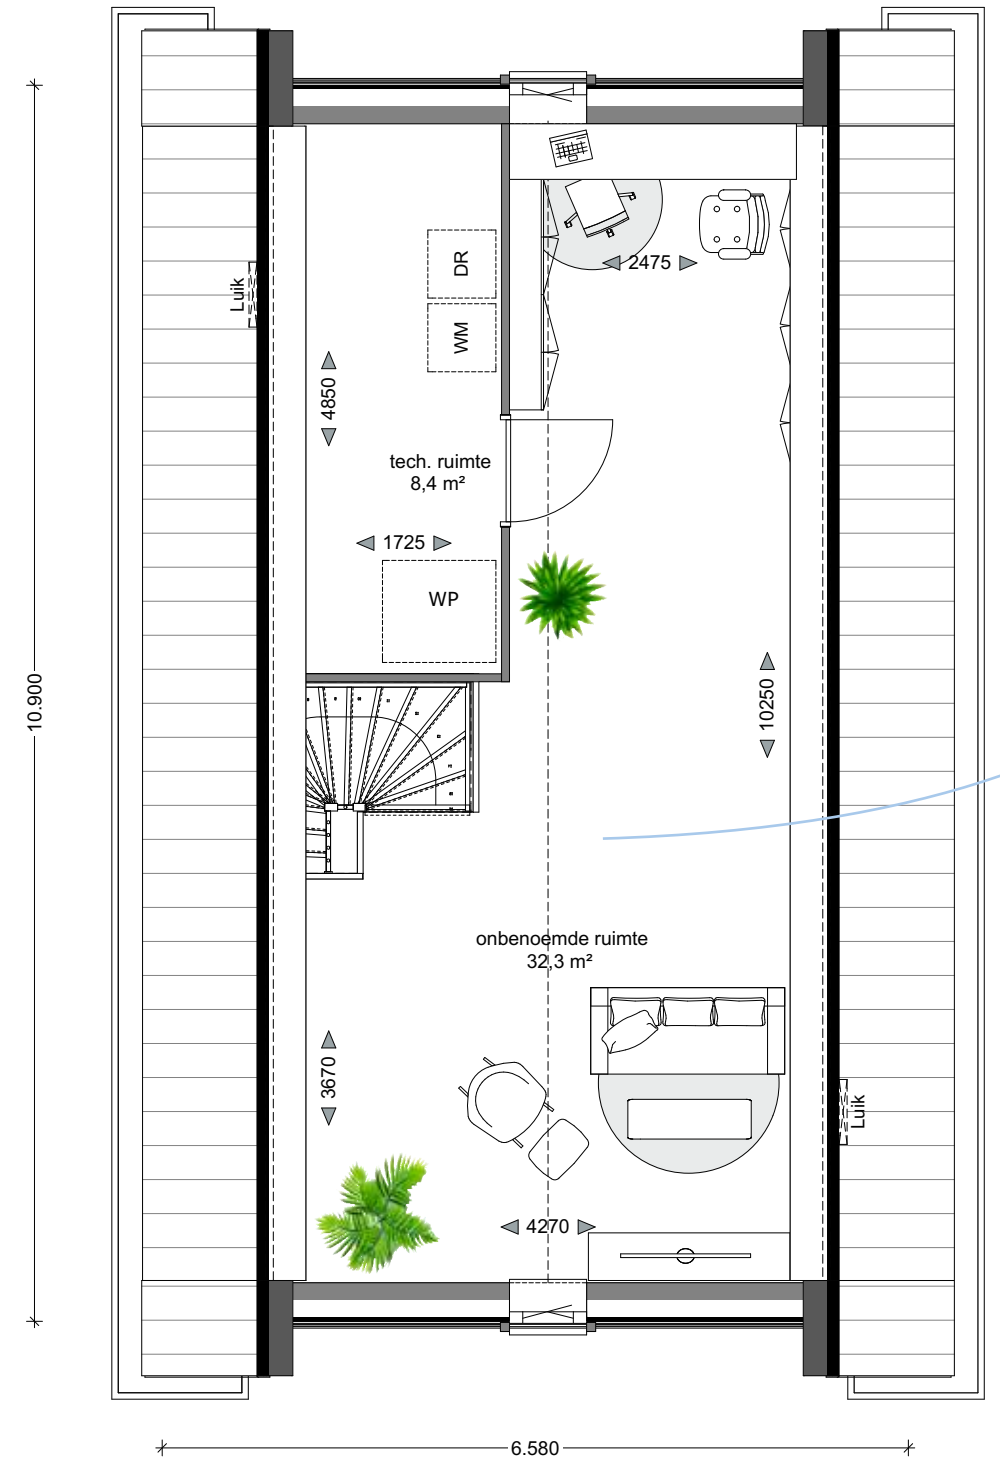 DR
2475
Luik
WM
4850
tech. ruimte
8,4 m²
1725
WP
10250
10.900
onbenoemde ruimte
32,3 m²
3670
Luik
4270
6.580